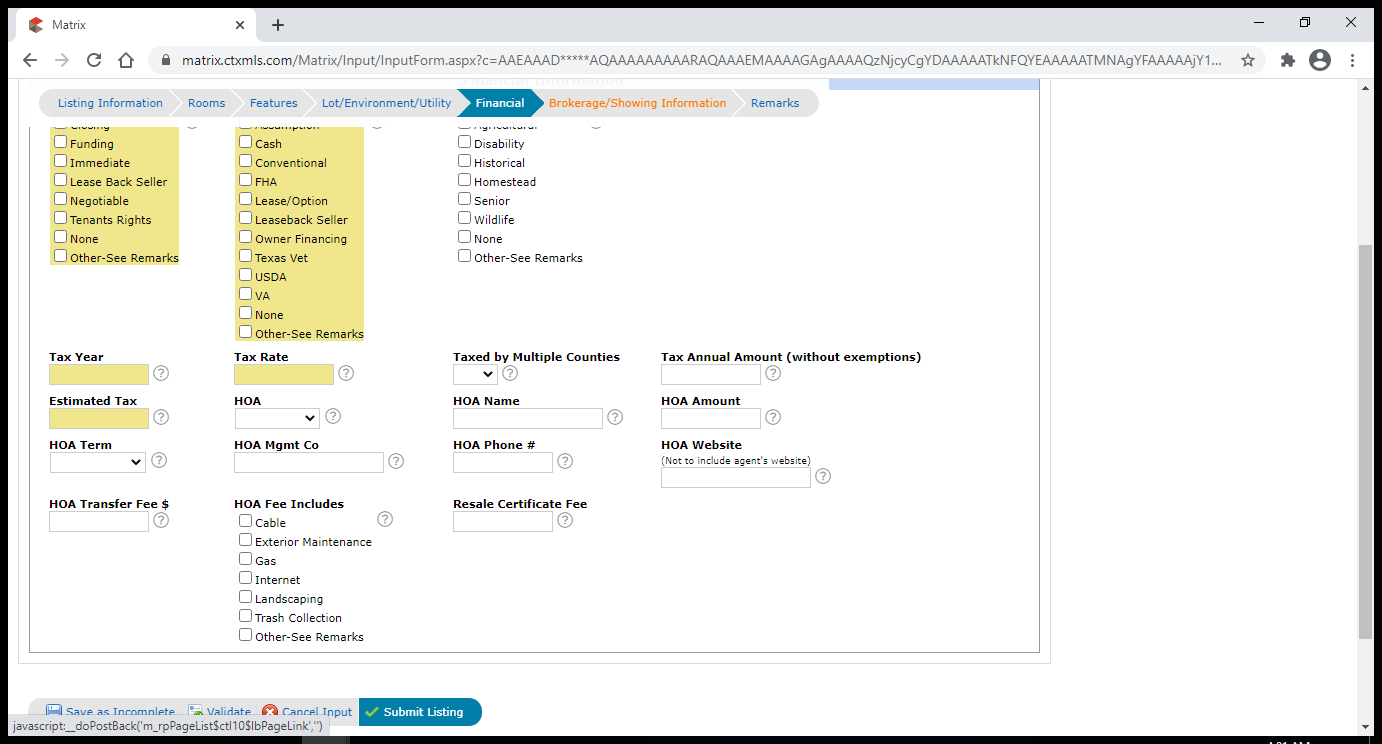 Matrix
matrix.ctxmls.com/Matrix/Input/InputForm.aspx?c=AAEAAAD*****AQAAAAAAAAARAQAAAEMAAAAGAgAAAAQzNjcyCgYDAAAAATkNFQYEAAAAATMNAgYFAAAAAjY1...
Financial Information
Listing Information Rooms Features Lot/Environment/Utility Financial Brokerage/Showing Information Remarks
Closing Assumption Agricultural
Funding Cash Disability
Immediate Conventional Historical
Lease Back Seller FHA Homestead
Negotiable Lease/Option Senior
Tenants Rights Leaseback Seller Wildlife
None Owner Financing None
Other-See Remarks Texas Vet Other-See Remarks
USDA
VA
None
Other-See Remarks
Tax Year Tax Rate Taxed by Multiple Counties Tax Annual Amount (without exemptions)
Estimated Tax HOA HOA Name HOA Amount
HOA Term HOA Mgmt Co HOA Phone # HOA Website
(Not to include agent's website)
HOA Transfer Fee $ HOA Fee Includes Resale Certificate Fee
Cable
Exterior Maintenance
Gas
Internet
Landscaping
Trash Collection
Other-See Remarks
Save as Incomplete Validate Cancel Input Submit Listing
javascript:__doPostBack('m_rpPageList$ctl10$lbPageLink','')